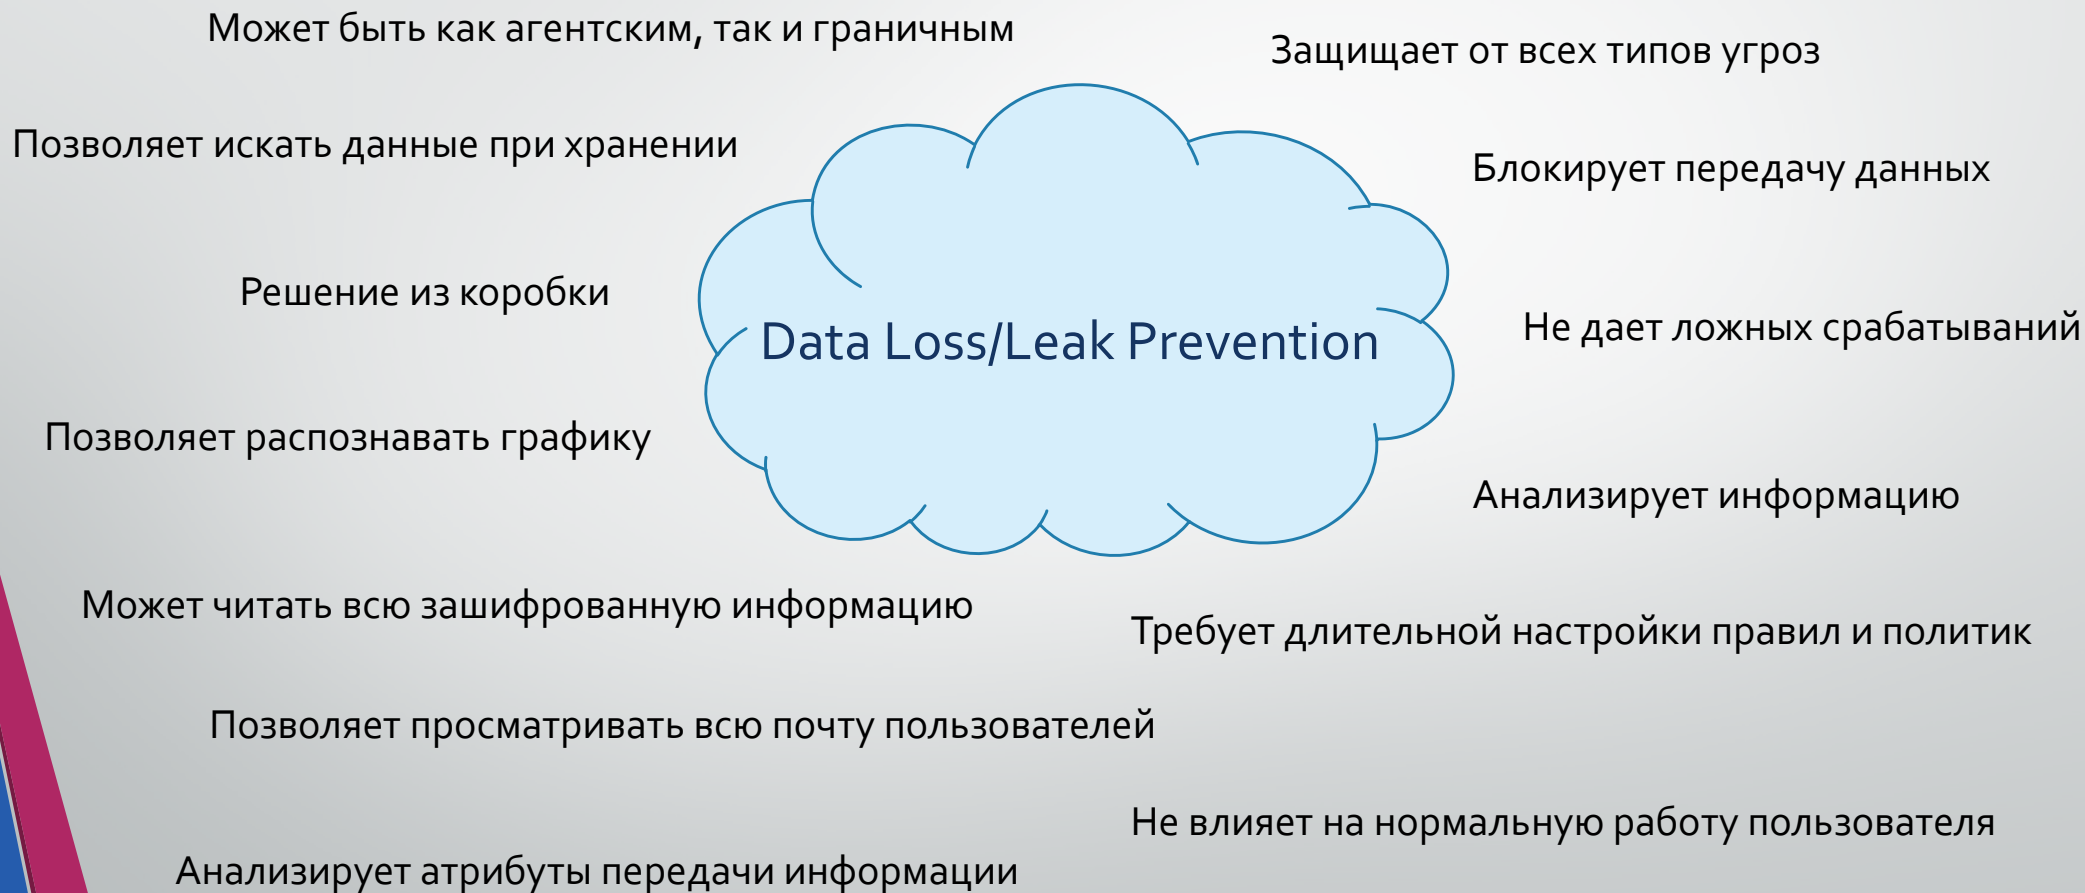 Может быть как агентским, так и граничным
Защищает от всех типов угроз
Позволяет искать данные при хранении
Блокирует передачу данных
Решение из коробки
Не дает ложных срабатываний
Data Loss/Leak Prevention
Позволяет распознавать графику
Анализирует информацию
Может читать всю зашифрованную информацию
Требует длительной настройки правил и политик
Позволяет просматривать всю почту пользователей
Не влияет на нормальную работу пользователя
Анализирует атрибуты передачи информации